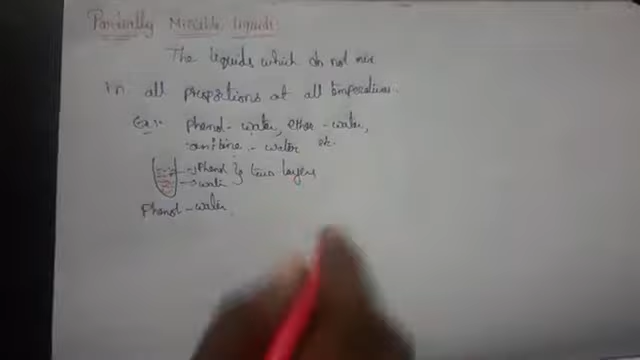 Partially Miscible liquids
The liquids which do not mix
in all proportions at all temperatures.
Ex:- Phenol - water, ether - water,
aniline - water etc.
→ Phenol } two layers
→ water
Phenol - water.